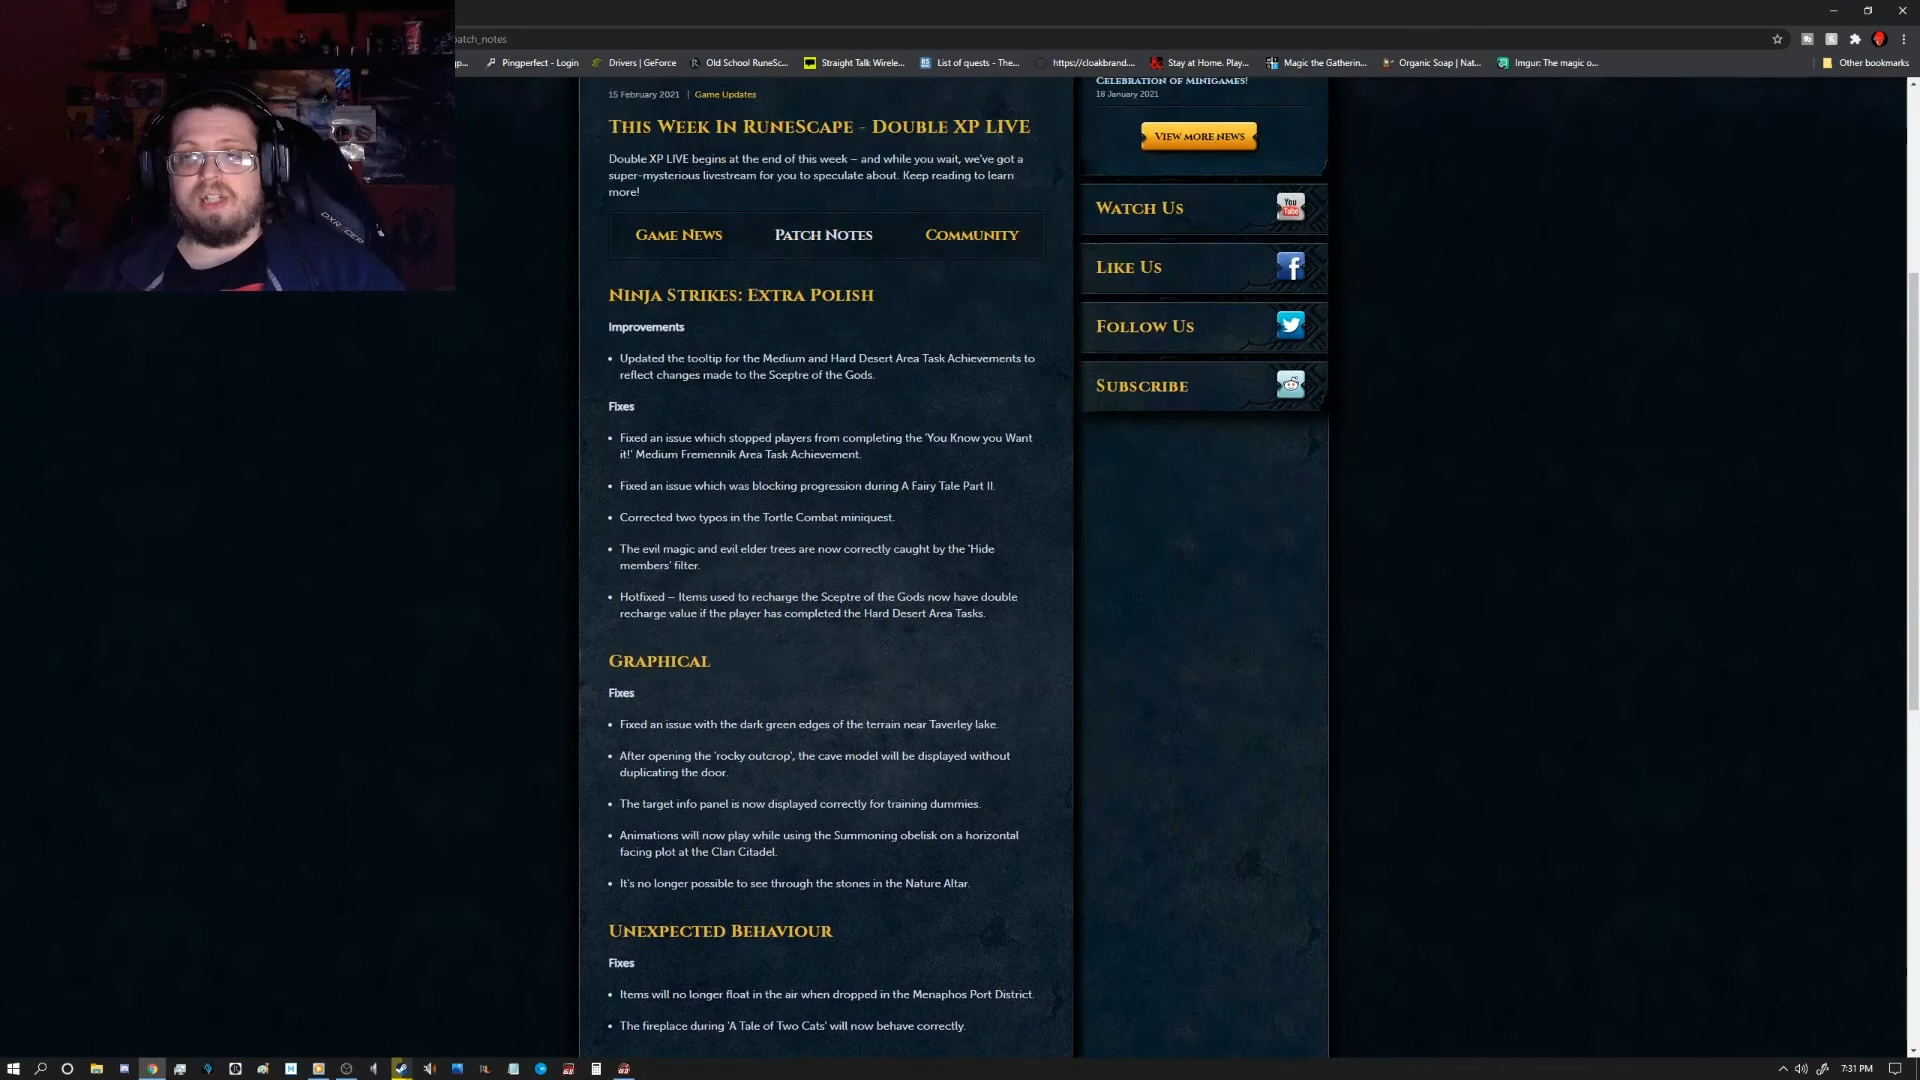 patch_notes
Pingperfect - Login
Drivers | GeForce
Old School RuneSc...
Straight Talk Wirele...
List of quests - The...
https://cloakbrand....
Stay at Home. Play...
Magic the Gatherin...
Organic Soap | Nat...
Imgur: The magic o...
Other bookmarks
15 February 2021 | Game Updates
This Week In RuneScape - Double XP LIVE
Double XP LIVE begins at the end of this week – and while you wait, we've got a
super-mysterious livestream for you to speculate about. Keep reading to learn
more!
Game News Patch Notes Community
Ninja Strikes: Extra Polish
Improvements
• Updated the tooltip for the Medium and Hard Desert Area Task Achievements to
reflect changes made to the Sceptre of the Gods.
Fixes
• Fixed an issue which stopped players from completing the 'You Know you Want
it!' Medium Fremennik Area Task Achievement.
• Fixed an issue which was blocking progression during A Fairy Tale Part II.
• Corrected two typos in the Tortle Combat miniquest.
• The evil magic and evil elder trees are now correctly caught by the 'Hide
members' filter.
• Hotfixed – Items used to recharge the Sceptre of the Gods now have double
recharge value if the player has completed the Hard Desert Area Tasks.
Graphical
Fixes
• Fixed an issue with the dark green edges of the terrain near Taverley lake.
• After opening the 'rocky outcrop', the cave model will be displayed without
duplicating the door.
• The target info panel is now displayed correctly for training dummies.
• Animations will now play while using the Summoning obelisk on a horizontal
facing plot at the Clan Citadel.
• It's no longer possible to see through the stones in the Nature Altar.
Unexpected Behaviour
Fixes
• Items will no longer float in the air when dropped in the Menaphos Port District.
• The fireplace during 'A Tale of Two Cats' will now behave correctly.
Celebration of Minigames!
18 January 2021
View more news
Watch Us
You
Tube
Like Us
Follow Us
Subscribe
DXRACER
7:31 PM